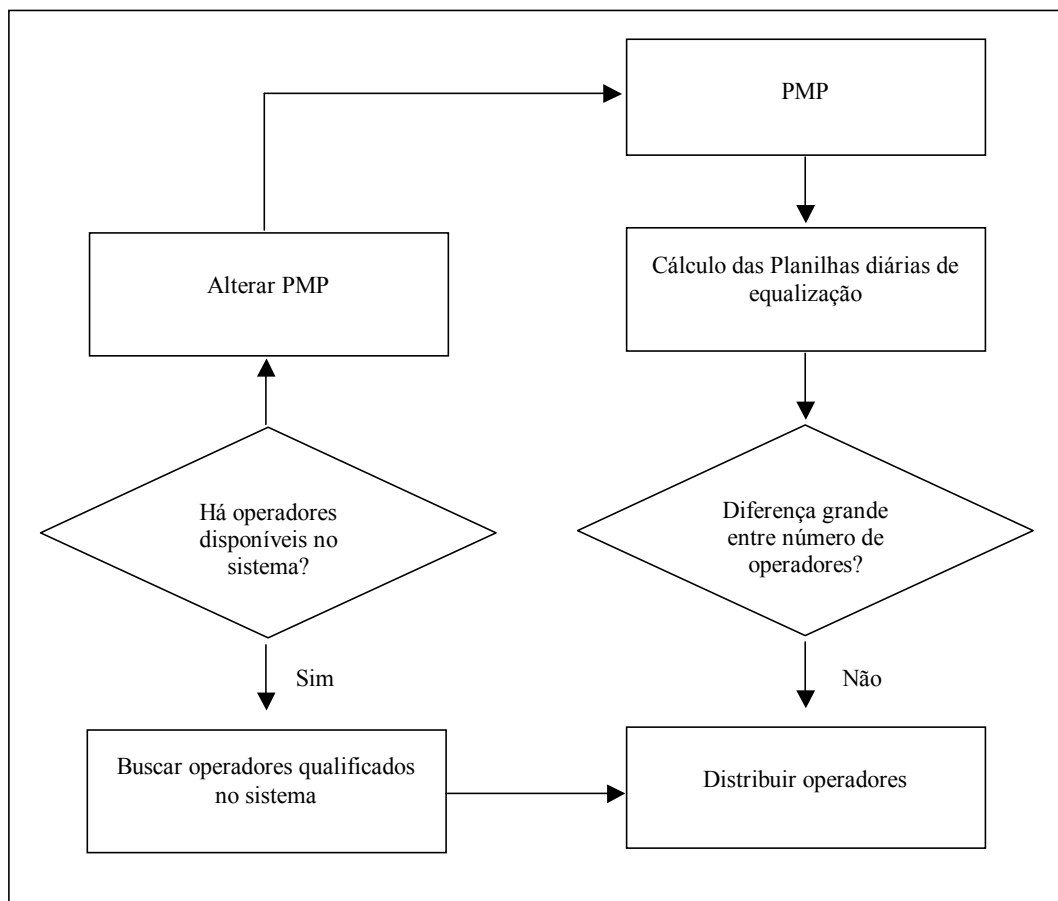 PMP
Alterar PMP
Cálculo das Planilhas diárias de
equalização
Há operadores
disponíveis no
sistema?
Diferença grande
entre número de
operadores?
Sim
Não
Buscar operadores qualificados
no sistema
Distribuir operadores